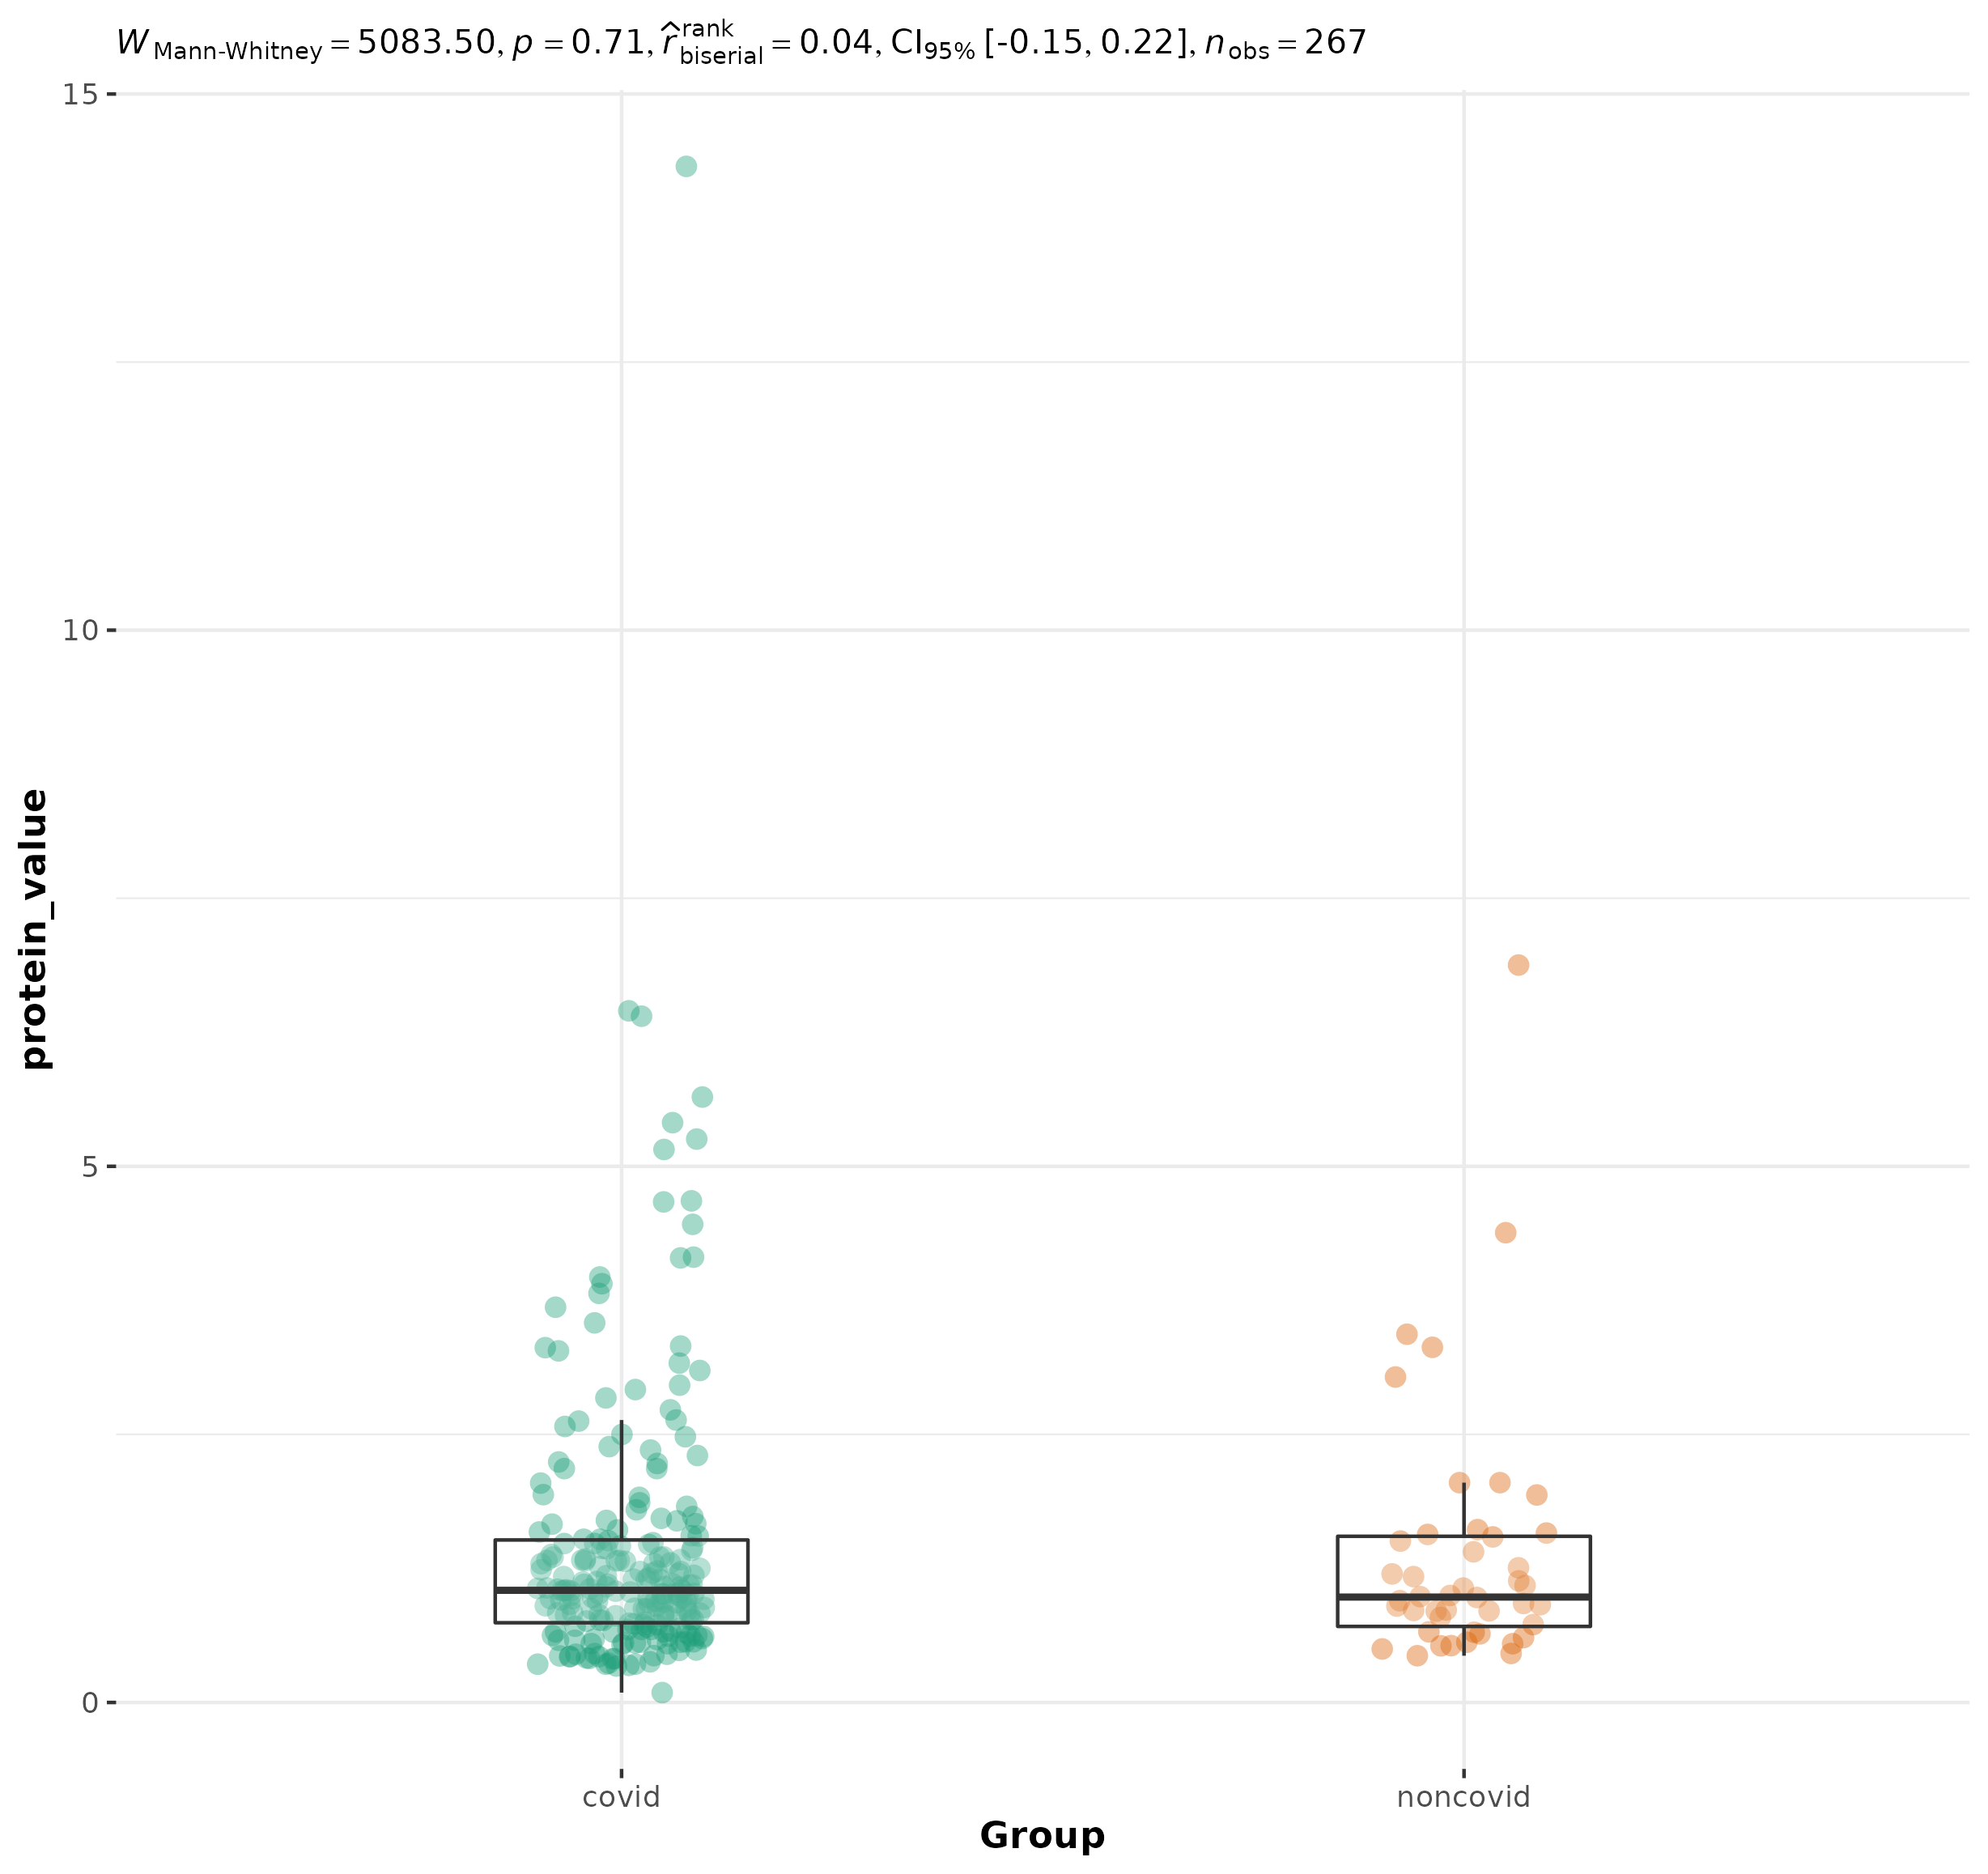 W Mann-Whitney = 5083.50, p = 0.71, r̂ rank biserial = 0.04, CI95% [-0.15, 0.22], n obs = 267
15
10
5
0
protein_value
covid noncovid
Group